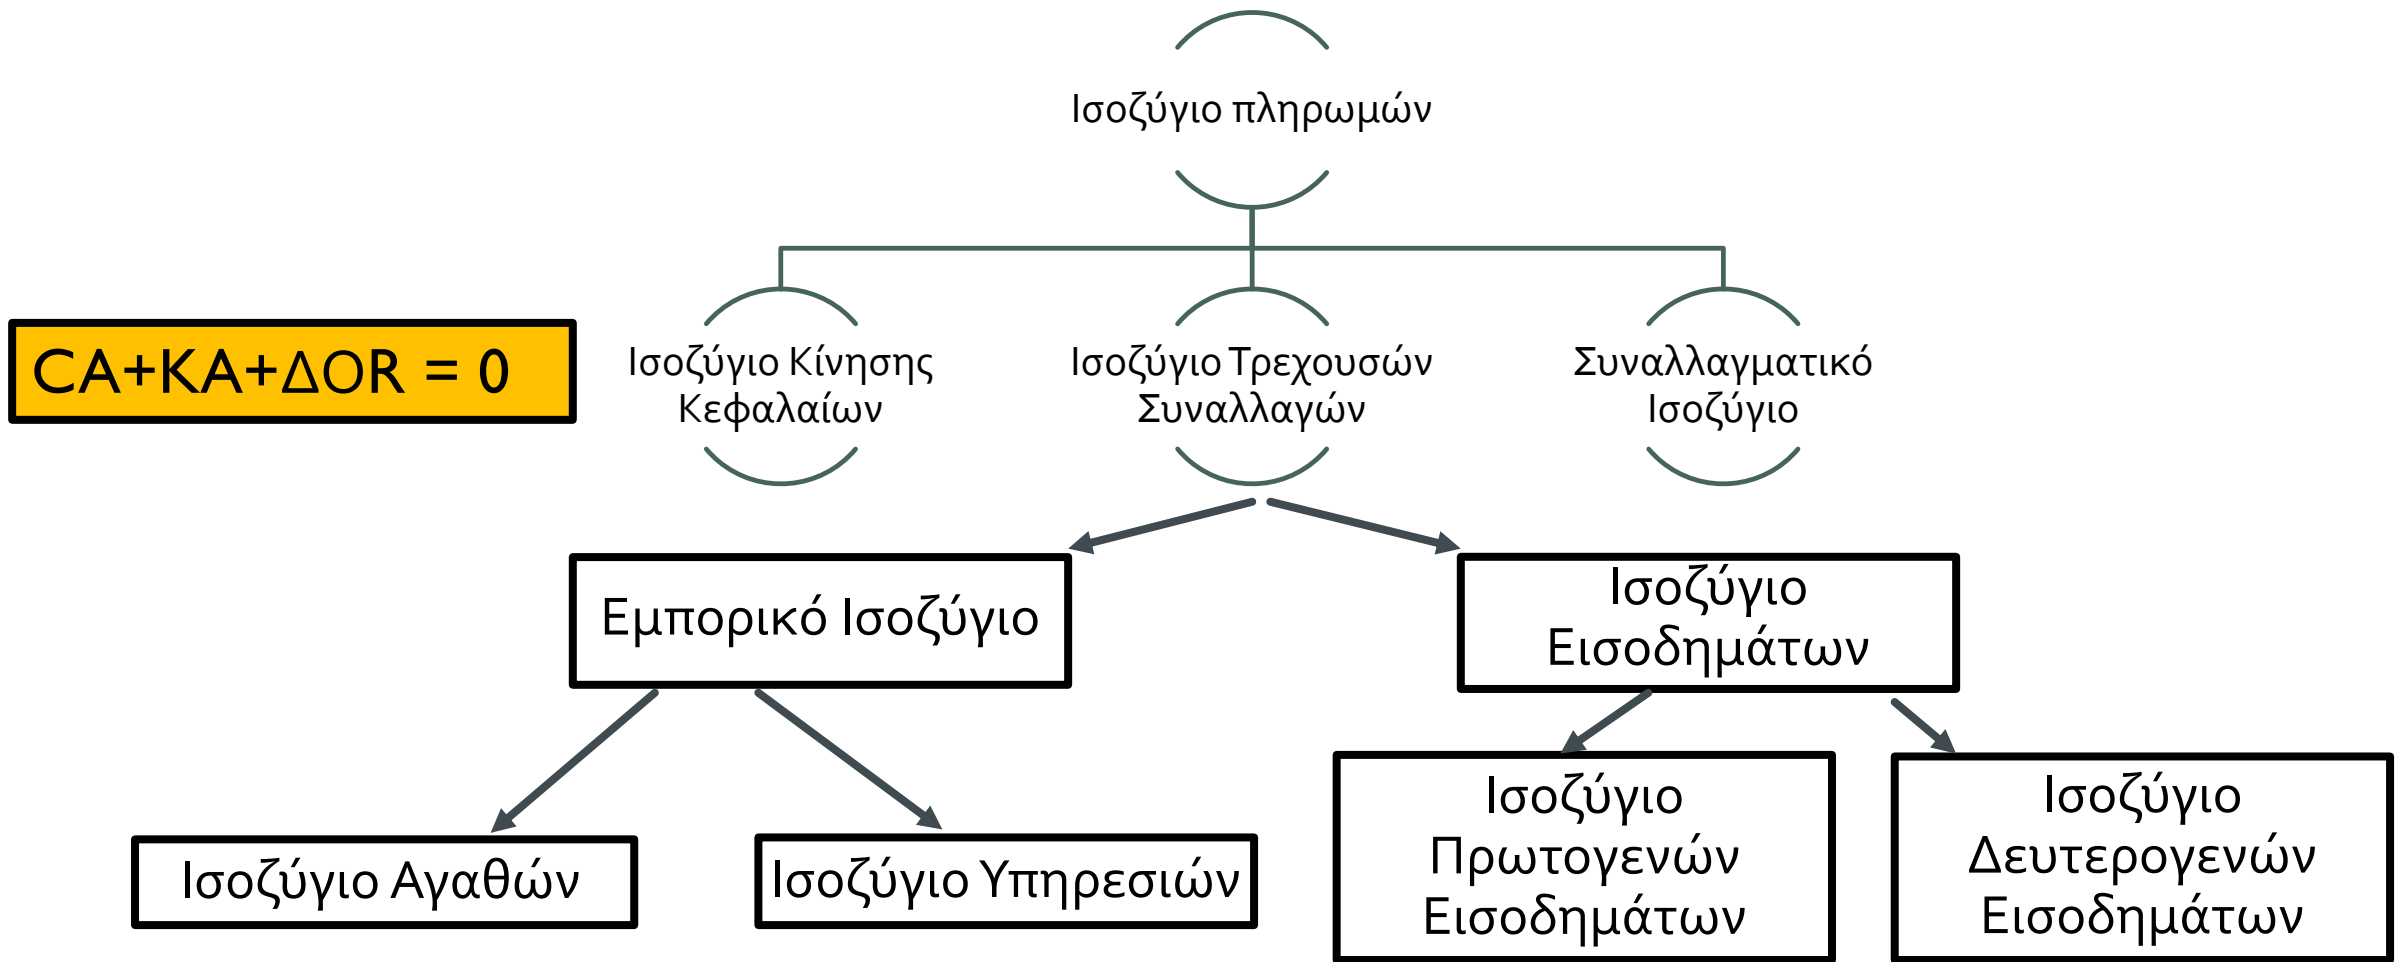 Ισοζύγιο πληρωμών
CA+KA+ΔOR = 0
Ισοζύγιο Κίνησης
Κεφαλαίων
Ισοζύγιο Τρεχουσών
Συναλλαγών
Συναλλαγματικό
Ισοζύγιο
Εμπορικό Ισοζύγιο
Ισοζύγιο
Εισοδημάτων
Ισοζύγιο Αγαθών
Ισοζύγιο Υπηρεσιών
Ισοζύγιο
Πρωτογενών
Εισοδημάτων
Ισοζύγιο
Δευτερογενών
Εισοδημάτων